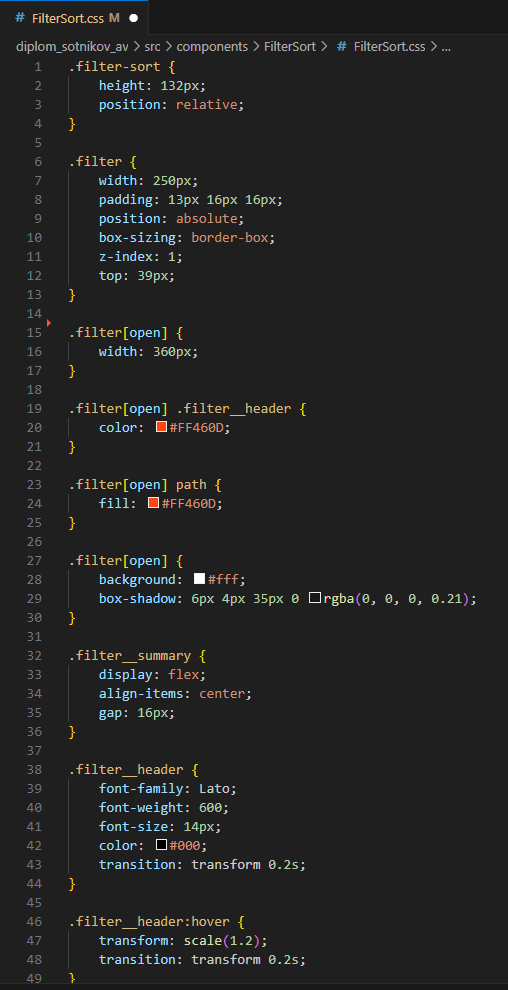 # FilterSort.css M
diplom_sotnikov_av > src > components > FilterSort > # FilterSort.css > ...
1 .filter-sort {
2     height: 132px;
3     position: relative;
4 }
5
6 .filter {
7     width: 250px;
8     padding: 13px 16px 16px;
9     position: absolute;
10     box-sizing: border-box;
11     z-index: 1;
12     top: 39px;
13 }
14
15 .filter[open] {
16     width: 360px;
17 }
18
19 .filter[open] .filter__header {
20     color: #FF460D;
21 }
22
23 .filter[open] path {
24     fill: #FF460D;
25 }
26
27 .filter[open] {
28     background: #fff;
29     box-shadow: 6px 4px 35px 0 rgba(0, 0, 0, 0.21);
30 }
31
32 .filter__summary {
33     display: flex;
34     align-items: center;
35     gap: 16px;
36 }
37
38 .filter__header {
39     font-family: Lato;
40     font-weight: 600;
41     font-size: 14px;
42     color: #000;
43     transition: transform 0.2s;
44 }
45
46 .filter__header:hover {
47     transform: scale(1.2);
48     transition: transform 0.2s;
49 }